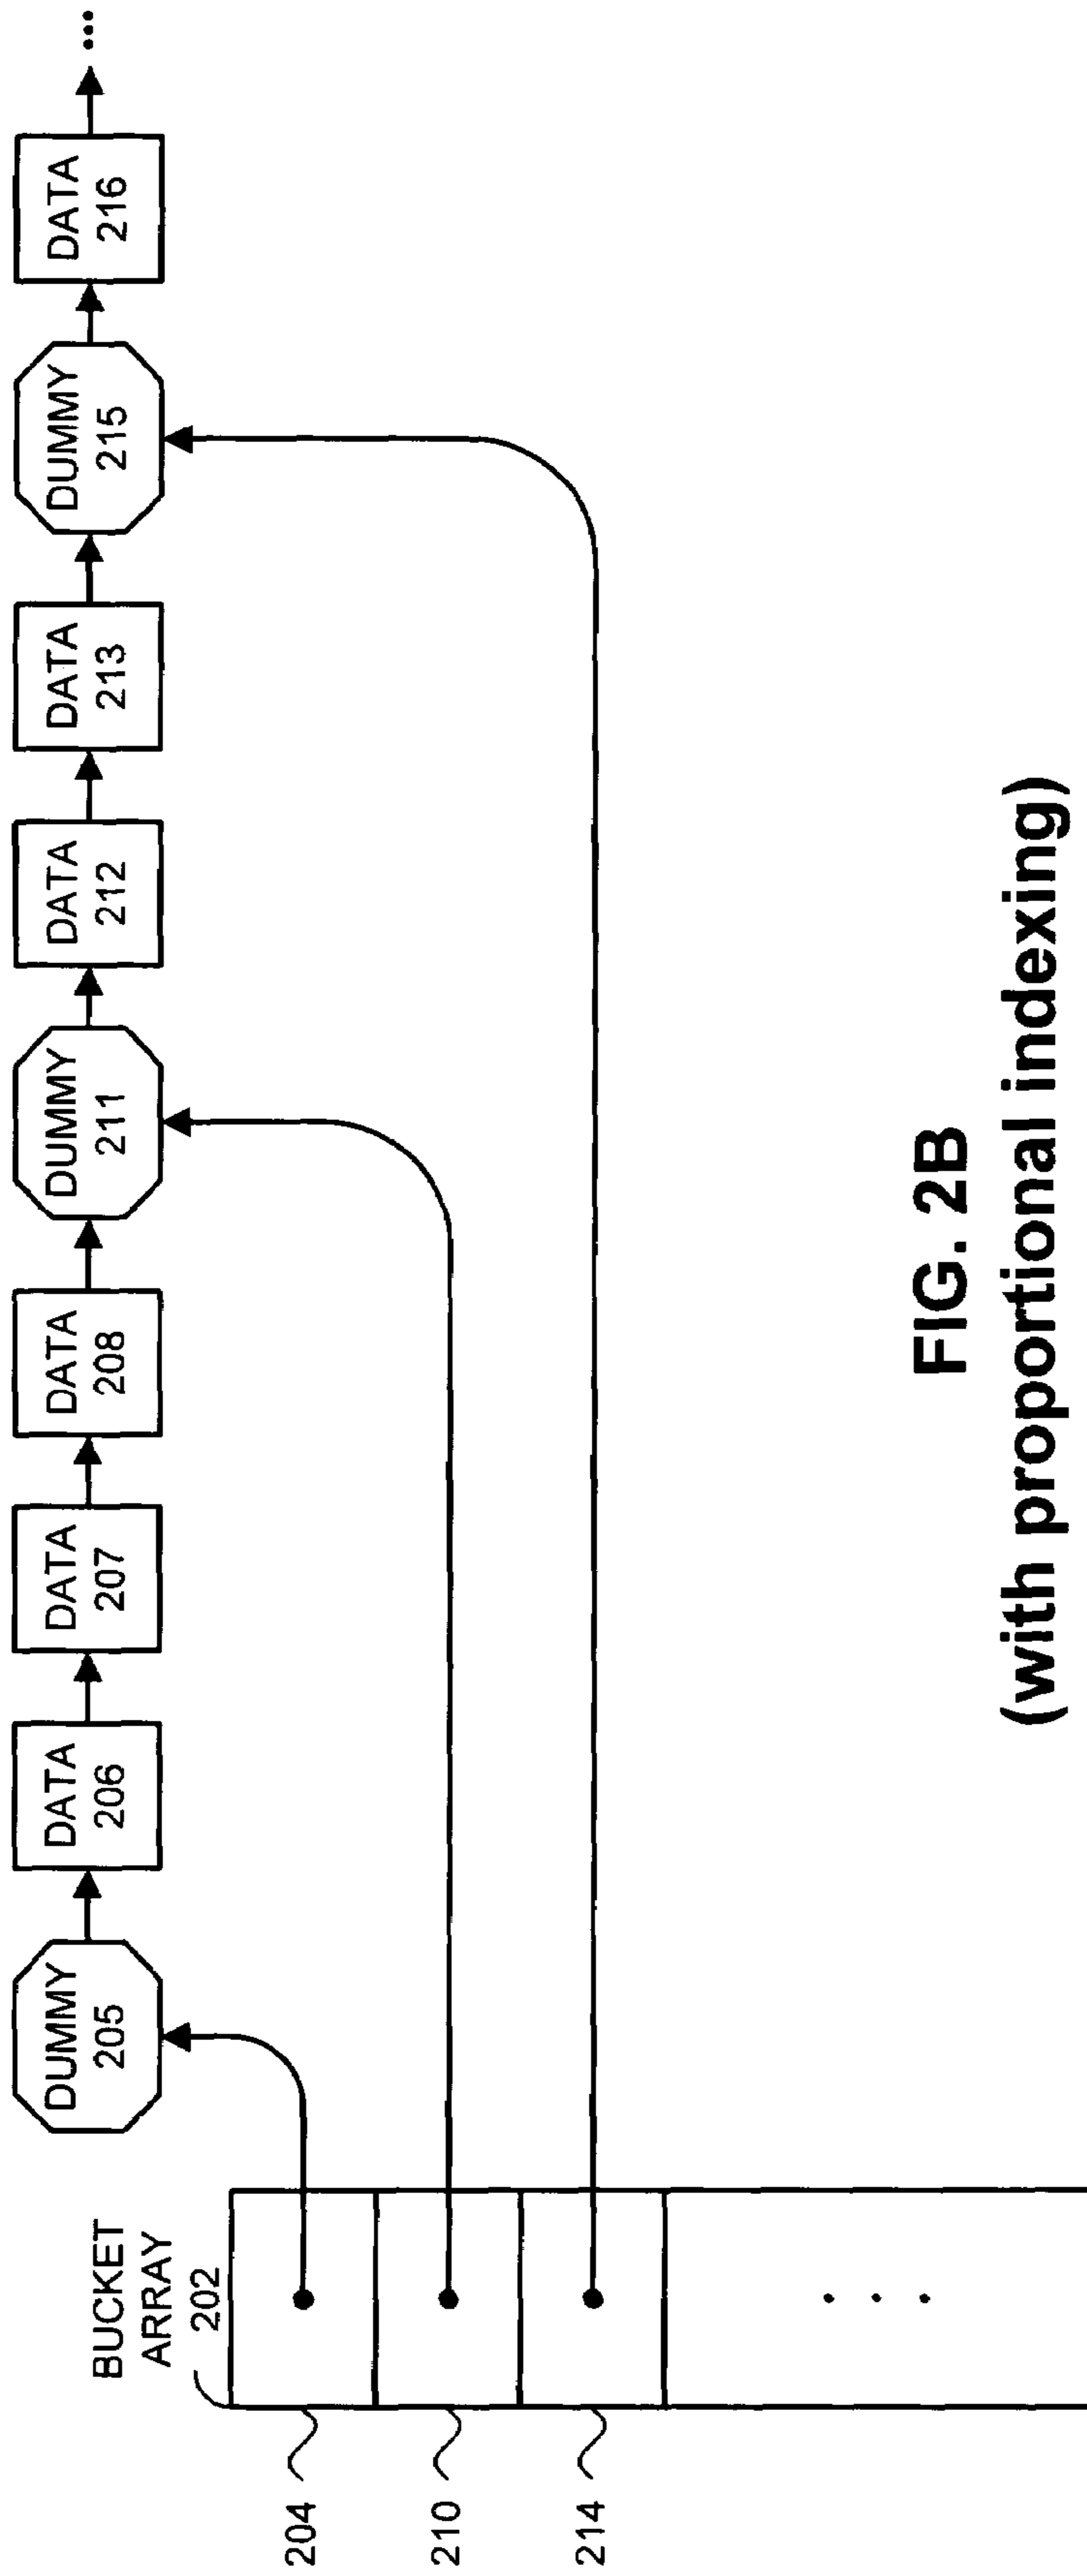 BUCKET
ARRAY
202
204
210
214
DUMMY
205
DATA
206
DATA
207
DATA
208
DUMMY
211
DATA
212
DATA
213
DUMMY
215
DATA
216
...
FIG. 2B
(with proportional indexing)